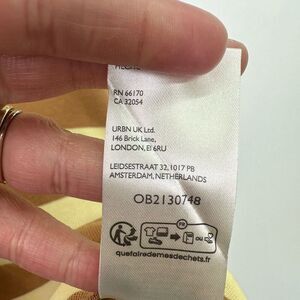 RN 66170
CA 32054
URBN UK Ltd.
146 Brick Lane,
LONDON, E1 6RU
LEIDSESTRAAT 32, 1017 PB
AMSTERDAM, NETHERLANDS
OB2130748
FR
quefairedemesdechets.fr